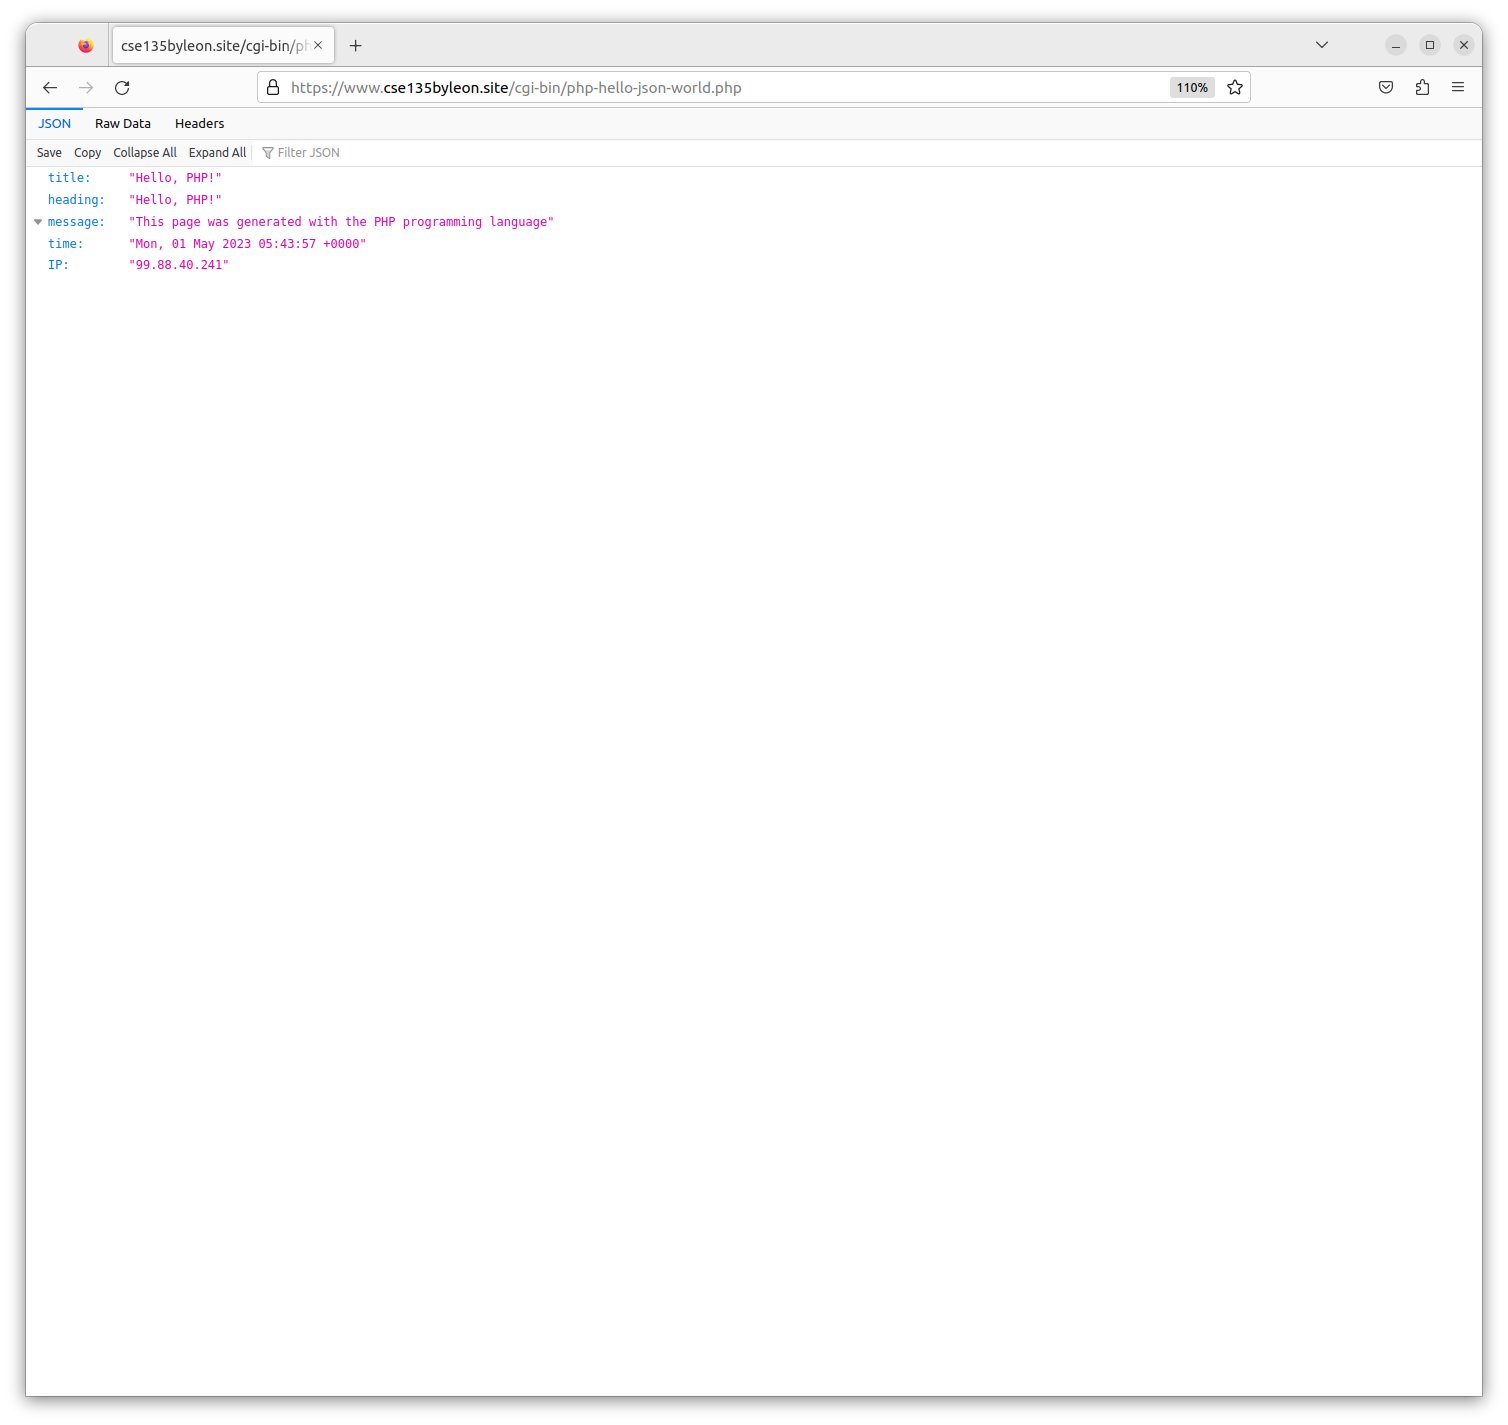 cse135byleon.site/cgi-bin/ph
https://www.cse135byleon.site/cgi-bin/php-hello-json-world.php 110%
JSON Raw Data Headers
Save Copy Collapse All Expand All Filter JSON
title: "Hello, PHP!"
heading: "Hello, PHP!"
message: "This page was generated with the PHP programming language"
time: "Mon, 01 May 2023 05:43:57 +0000"
IP: "99.88.40.241"